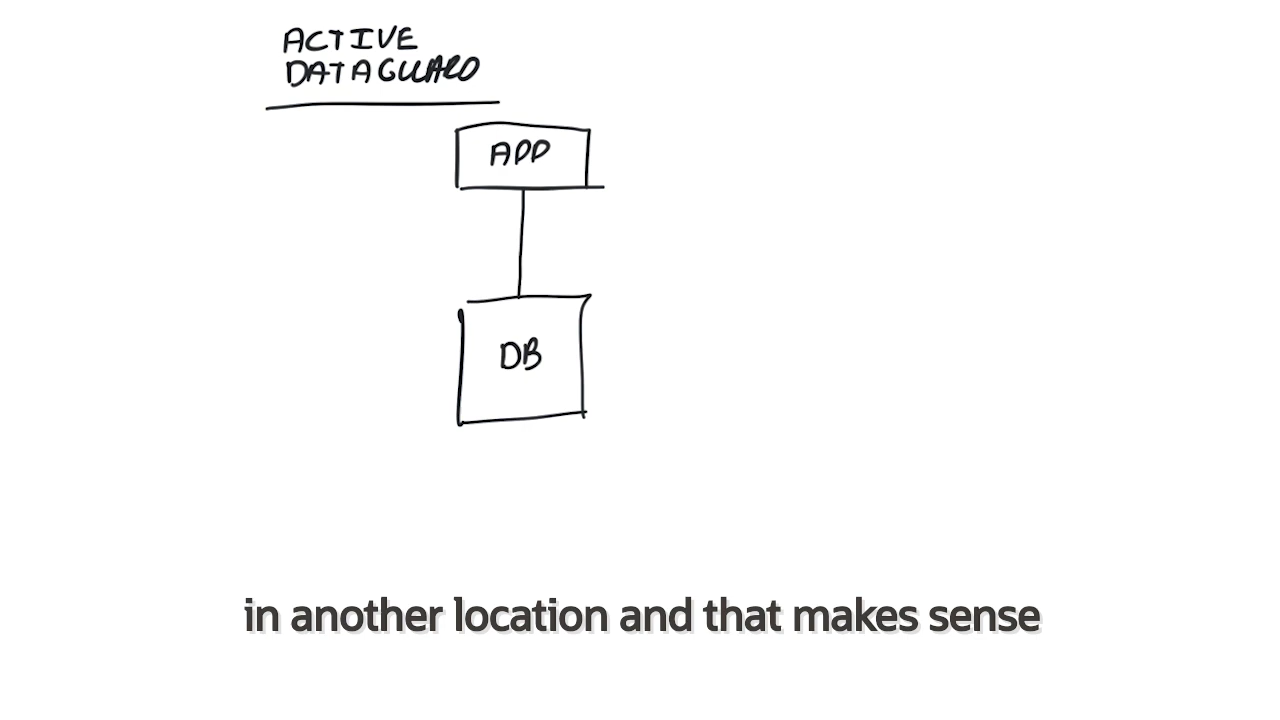 ACTIVE
DATAGUARD
APP
DB
in another location and that makes sense